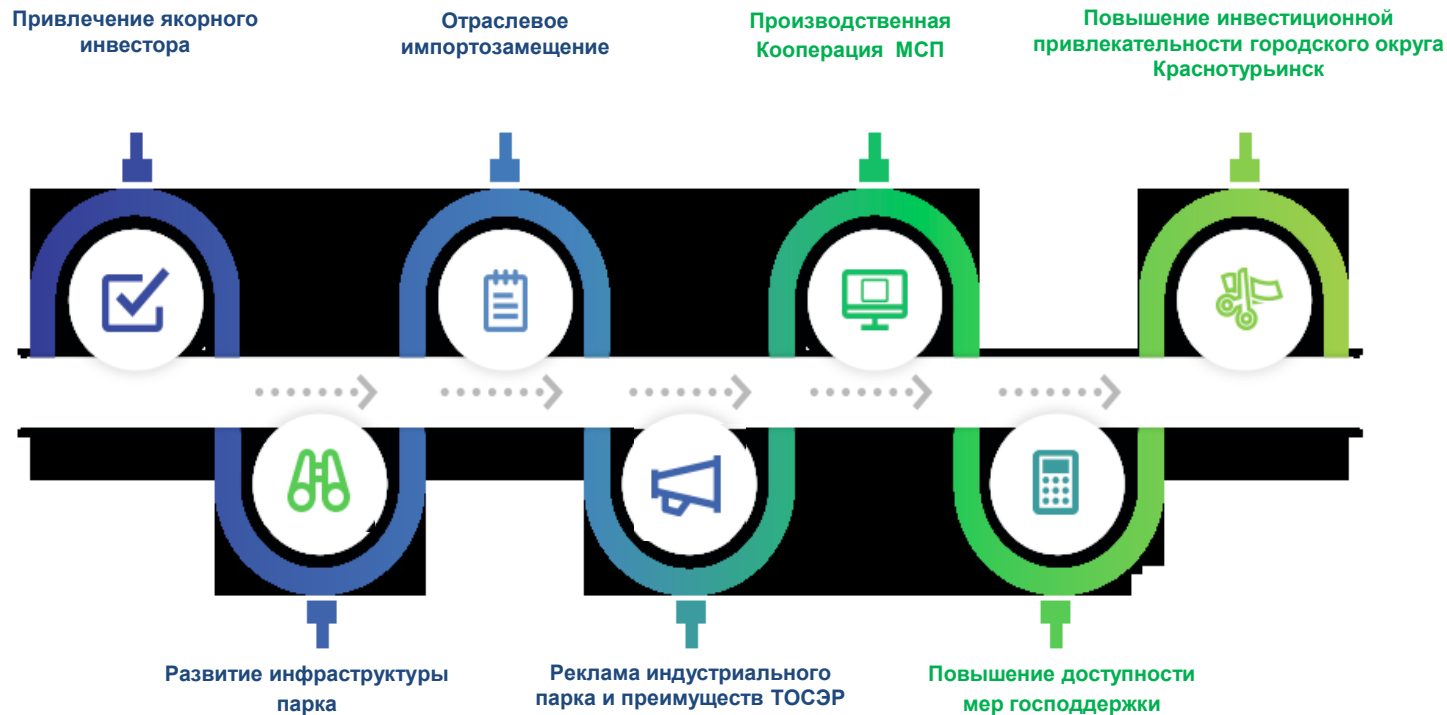 Привлечение якорного
инвестора
Отраслевое
импортозамещение
Производственная
Кооперация МСП
Повышение инвестиционной
привлекательности городского округа
Краснотурьинск
Развитие инфраструктуры
парка
Реклама индустриального
парка и преимуществ ТОСЭР
Повышение доступности
мер господдержки